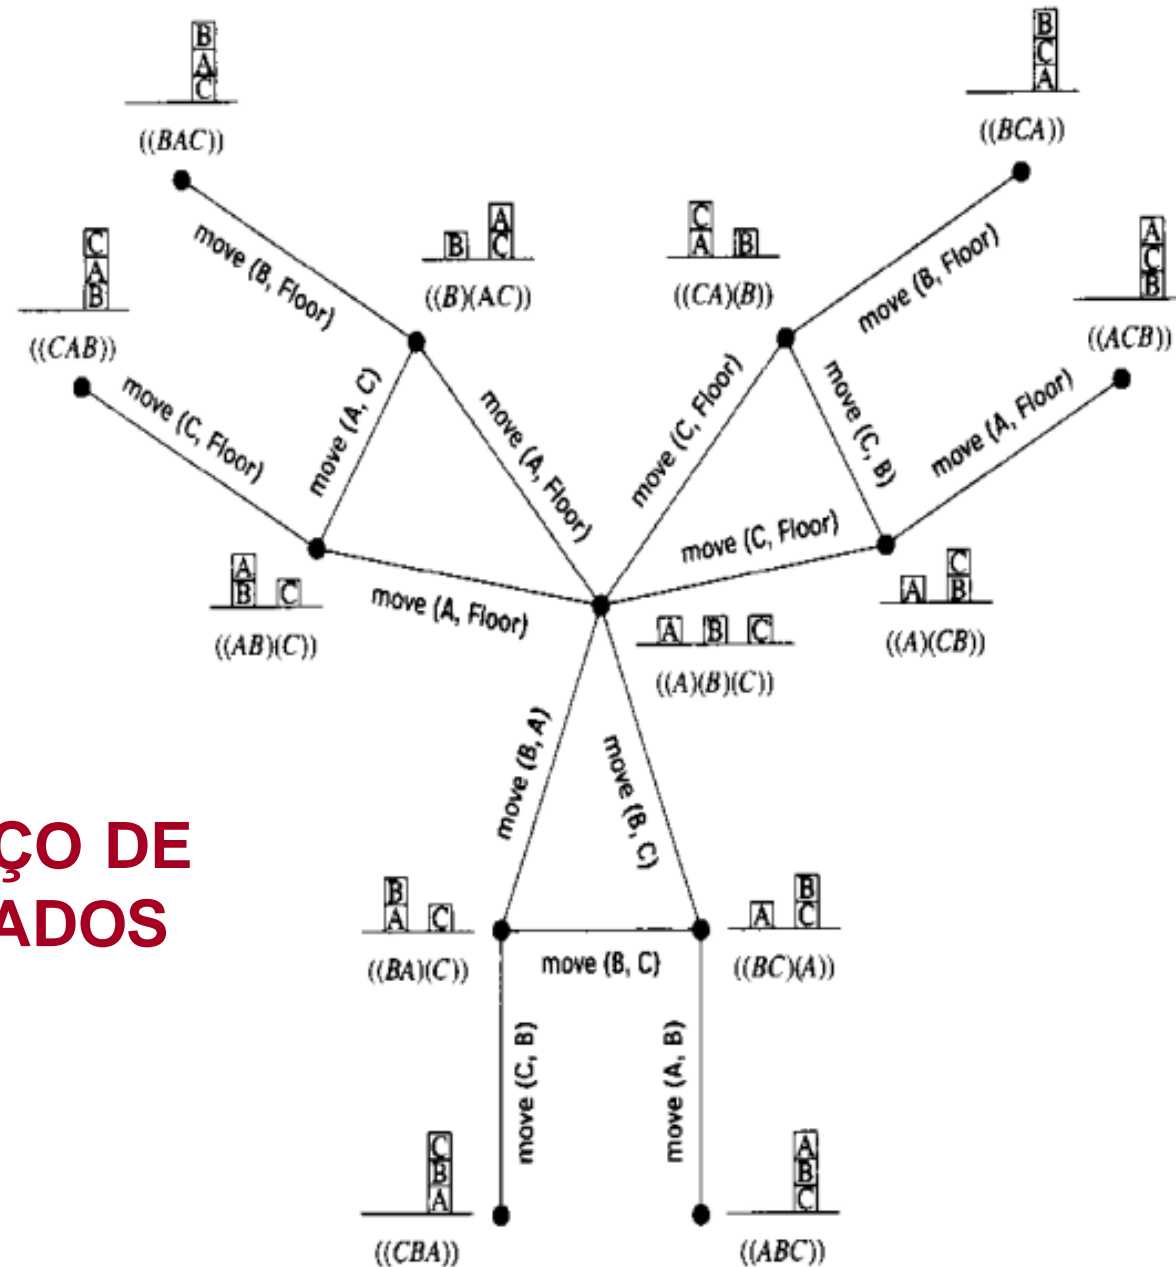 B
A
C
((BAC))
B
C
A
((BCA))
C
A
B
((CAB))
B
A
C
((B)(AC))
C
A
B
((CA)(B))
A
C
B
((ACB))
move (B, Floor)
move (B, Floor)
move (C, Floor)
move (A, C)
move (A, Floor)
move (C, Floor)
move (C, B)
move (A, Floor)
A
B
C
((AB)(C))
move (A, Floor)
move (C, Floor)
A
C
B
((A)(CB))
A B C
((A)(B)(C))
move (B, A)
move (B, C)
ÇO DE
ADOS
B
A
C
((BA)(C))
move (B, C)
A
B
C
((BC)(A))
move (C, B)
move (A, B)
C
B
A
((CBA))
A
B
C
((ABC))